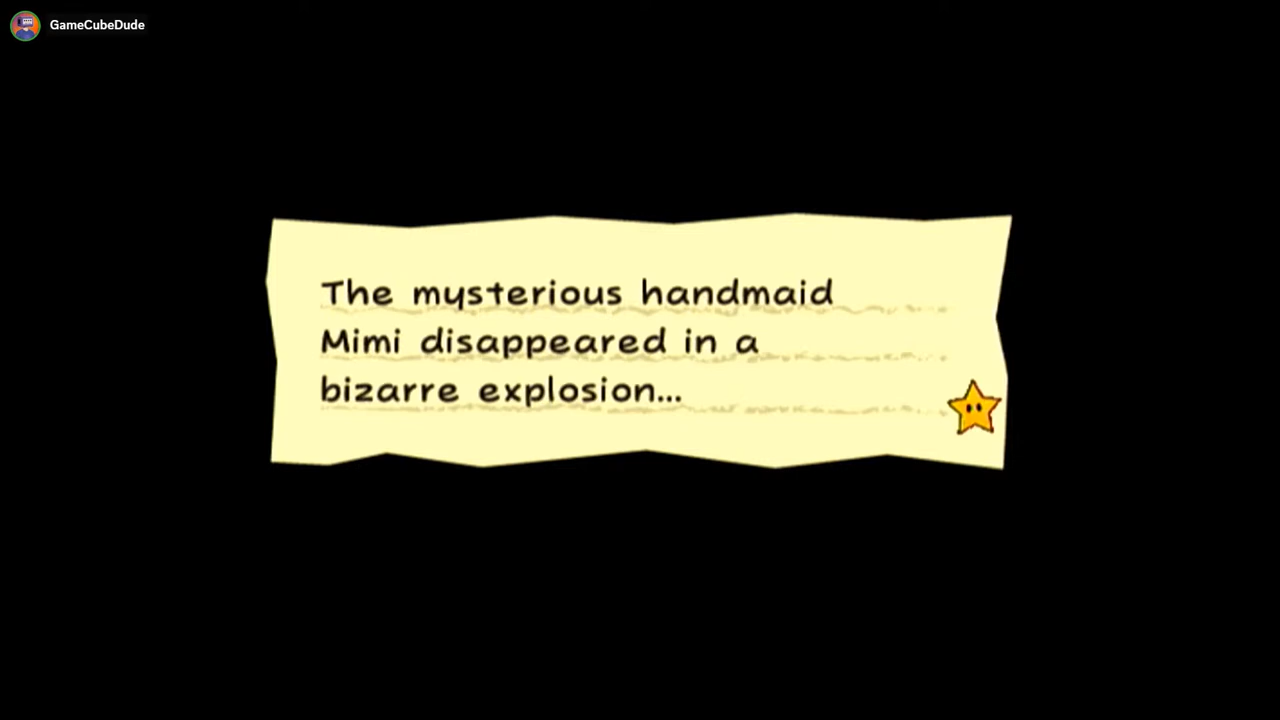 GameCubeDude
The mysterious handmaid
Mimi disappeared in a
bizarre explosion...